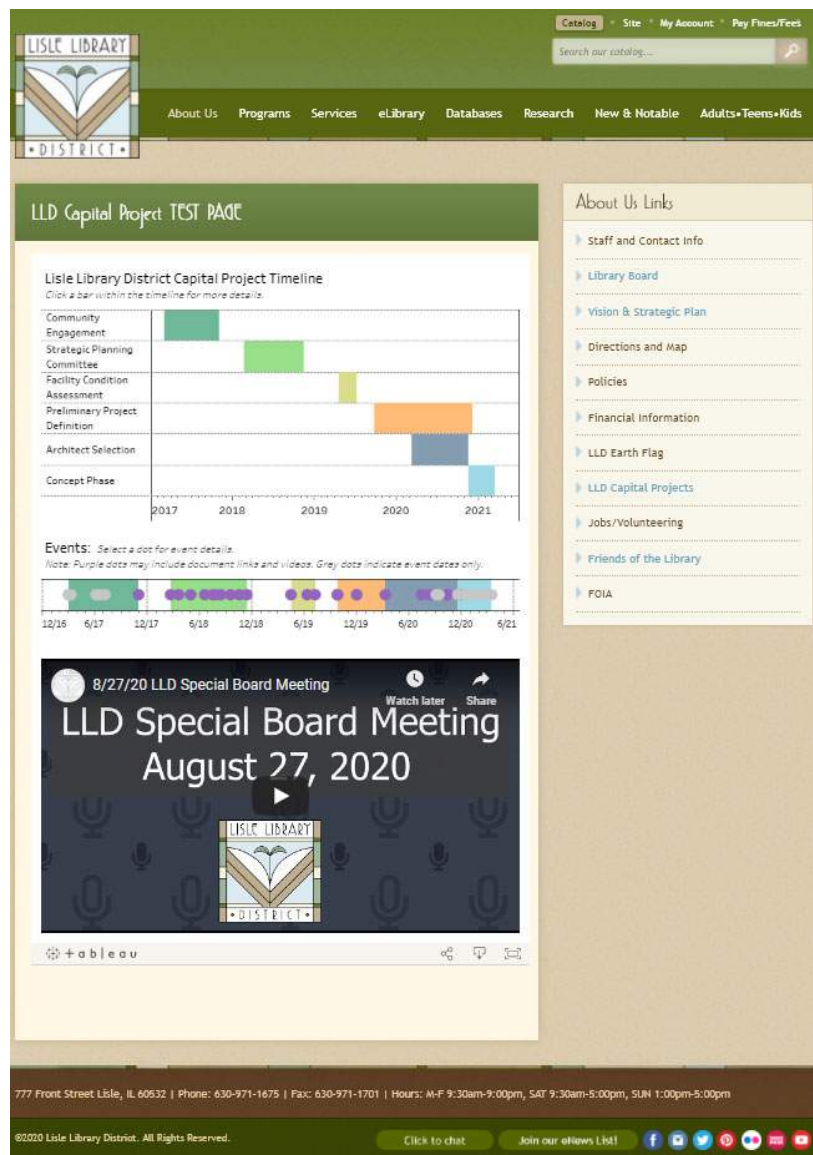 Catalog Site My Account Pay Fines/Fees
Search our catalog...
LISLE LIBRARY
DISTRICT
About Us Programs Services eLibrary Databases Research New & Notable Adults•Teens•Kids
LLD Capital Project TEST PAGE
Lisle Library District Capital Project Timeline
Click a bar within the timeline for more details.
Community
Engagement
Strategic Planning
Committee
Facility Condition
Assessment
Preliminary Project
Definition
Architect Selection
Concept Phase
2017 2018 2019 2020 2021
Events: Select a dot for event details.
Note: Purple dots may include document links and videos. Grey dots indicate event dates only.
12/16 6/17 12/17 6/18 12/18 6/19 12/19 6/20 12/20 6/21
8/27/20 LLD Special Board Meeting
Watch later Share
LLD Special Board Meeting
August 27, 2020
LISLE LIBRARY
DISTRICT
+ableau
About Us Links
Staff and Contact Info
Library Board
Vision & Strategic Plan
Directions and Map
Policies
Financial Information
LLD Earth Flag
LLD Capital Projects
Jobs/Volunteering
Friends of the Library
FOIA
777 Front Street Lisle, IL 60532 | Phone: 630-971-1675 | Fax: 630-971-1701 | Hours: M-F 9:30am-9:00pm, SAT 9:30am-5:00pm, SUN 1:00pm-5:00pm
©2020 Lisle Library District. All Rights Reserved.
Click to chat
Join our eNews List!